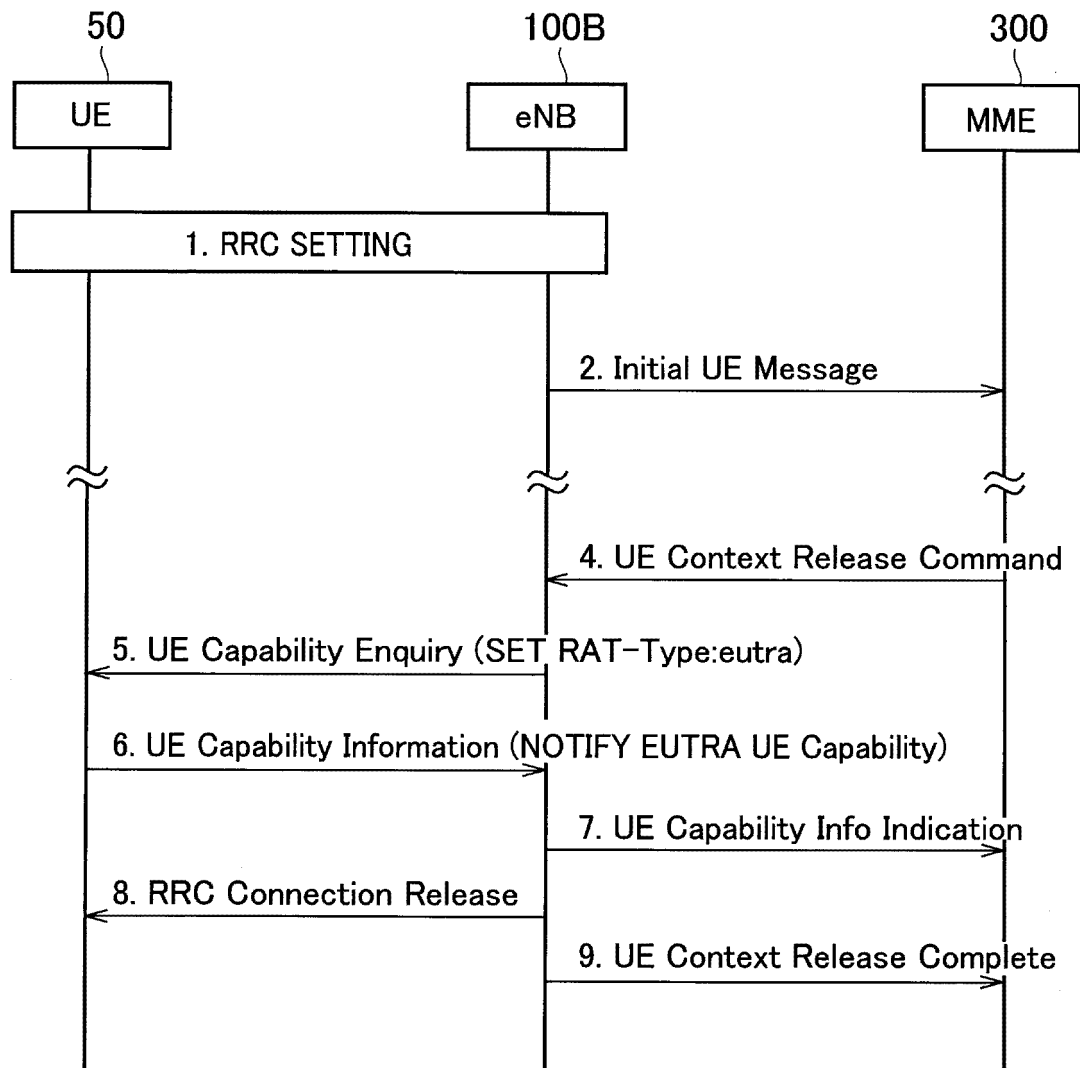 50 100B 300
UE eNB MME
1. RRC SETTING
2. Initial UE Message
4. UE Context Release Command
5. UE Capability Enquiry (SET RAT-Type:eutra)
6. UE Capability Information (NOTIFY EUTRA UE Capability)
7. UE Capability Info Indication
8. RRC Connection Release
9. UE Context Release Complete